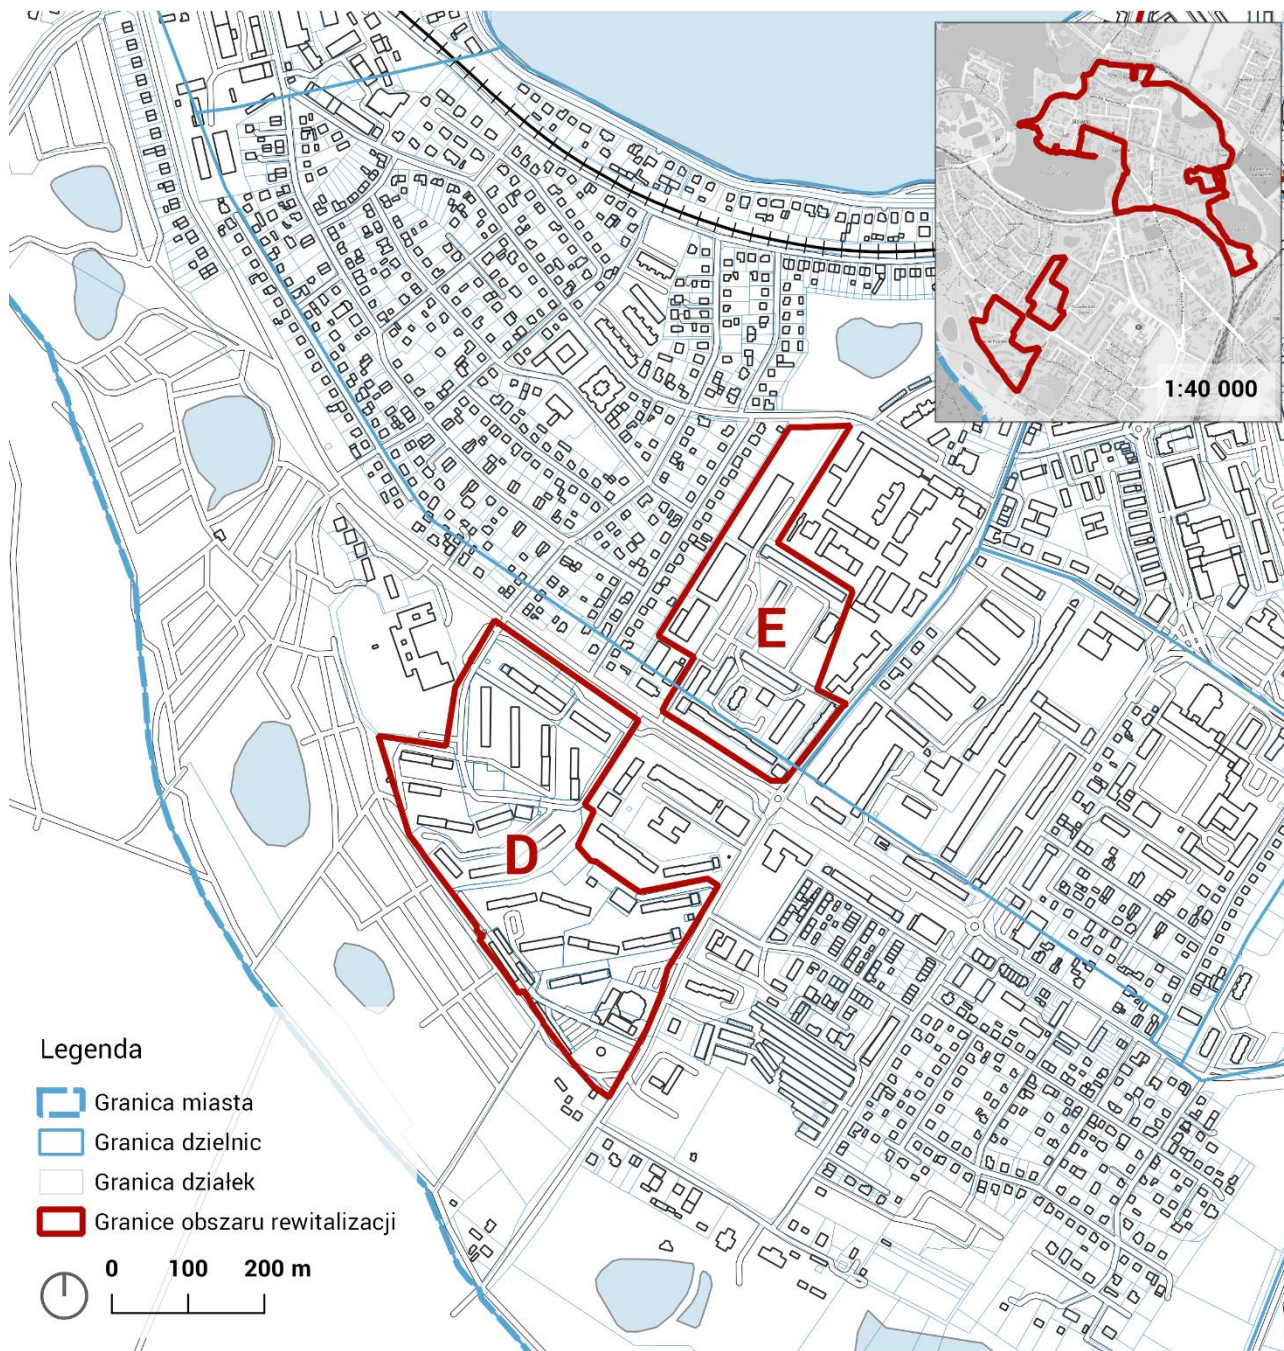 1:40 000
E
D
Legenda
Granica miasta
Granica dzielnic
Granica działek
Granice obszaru rewitalizacji
0 100 200 m